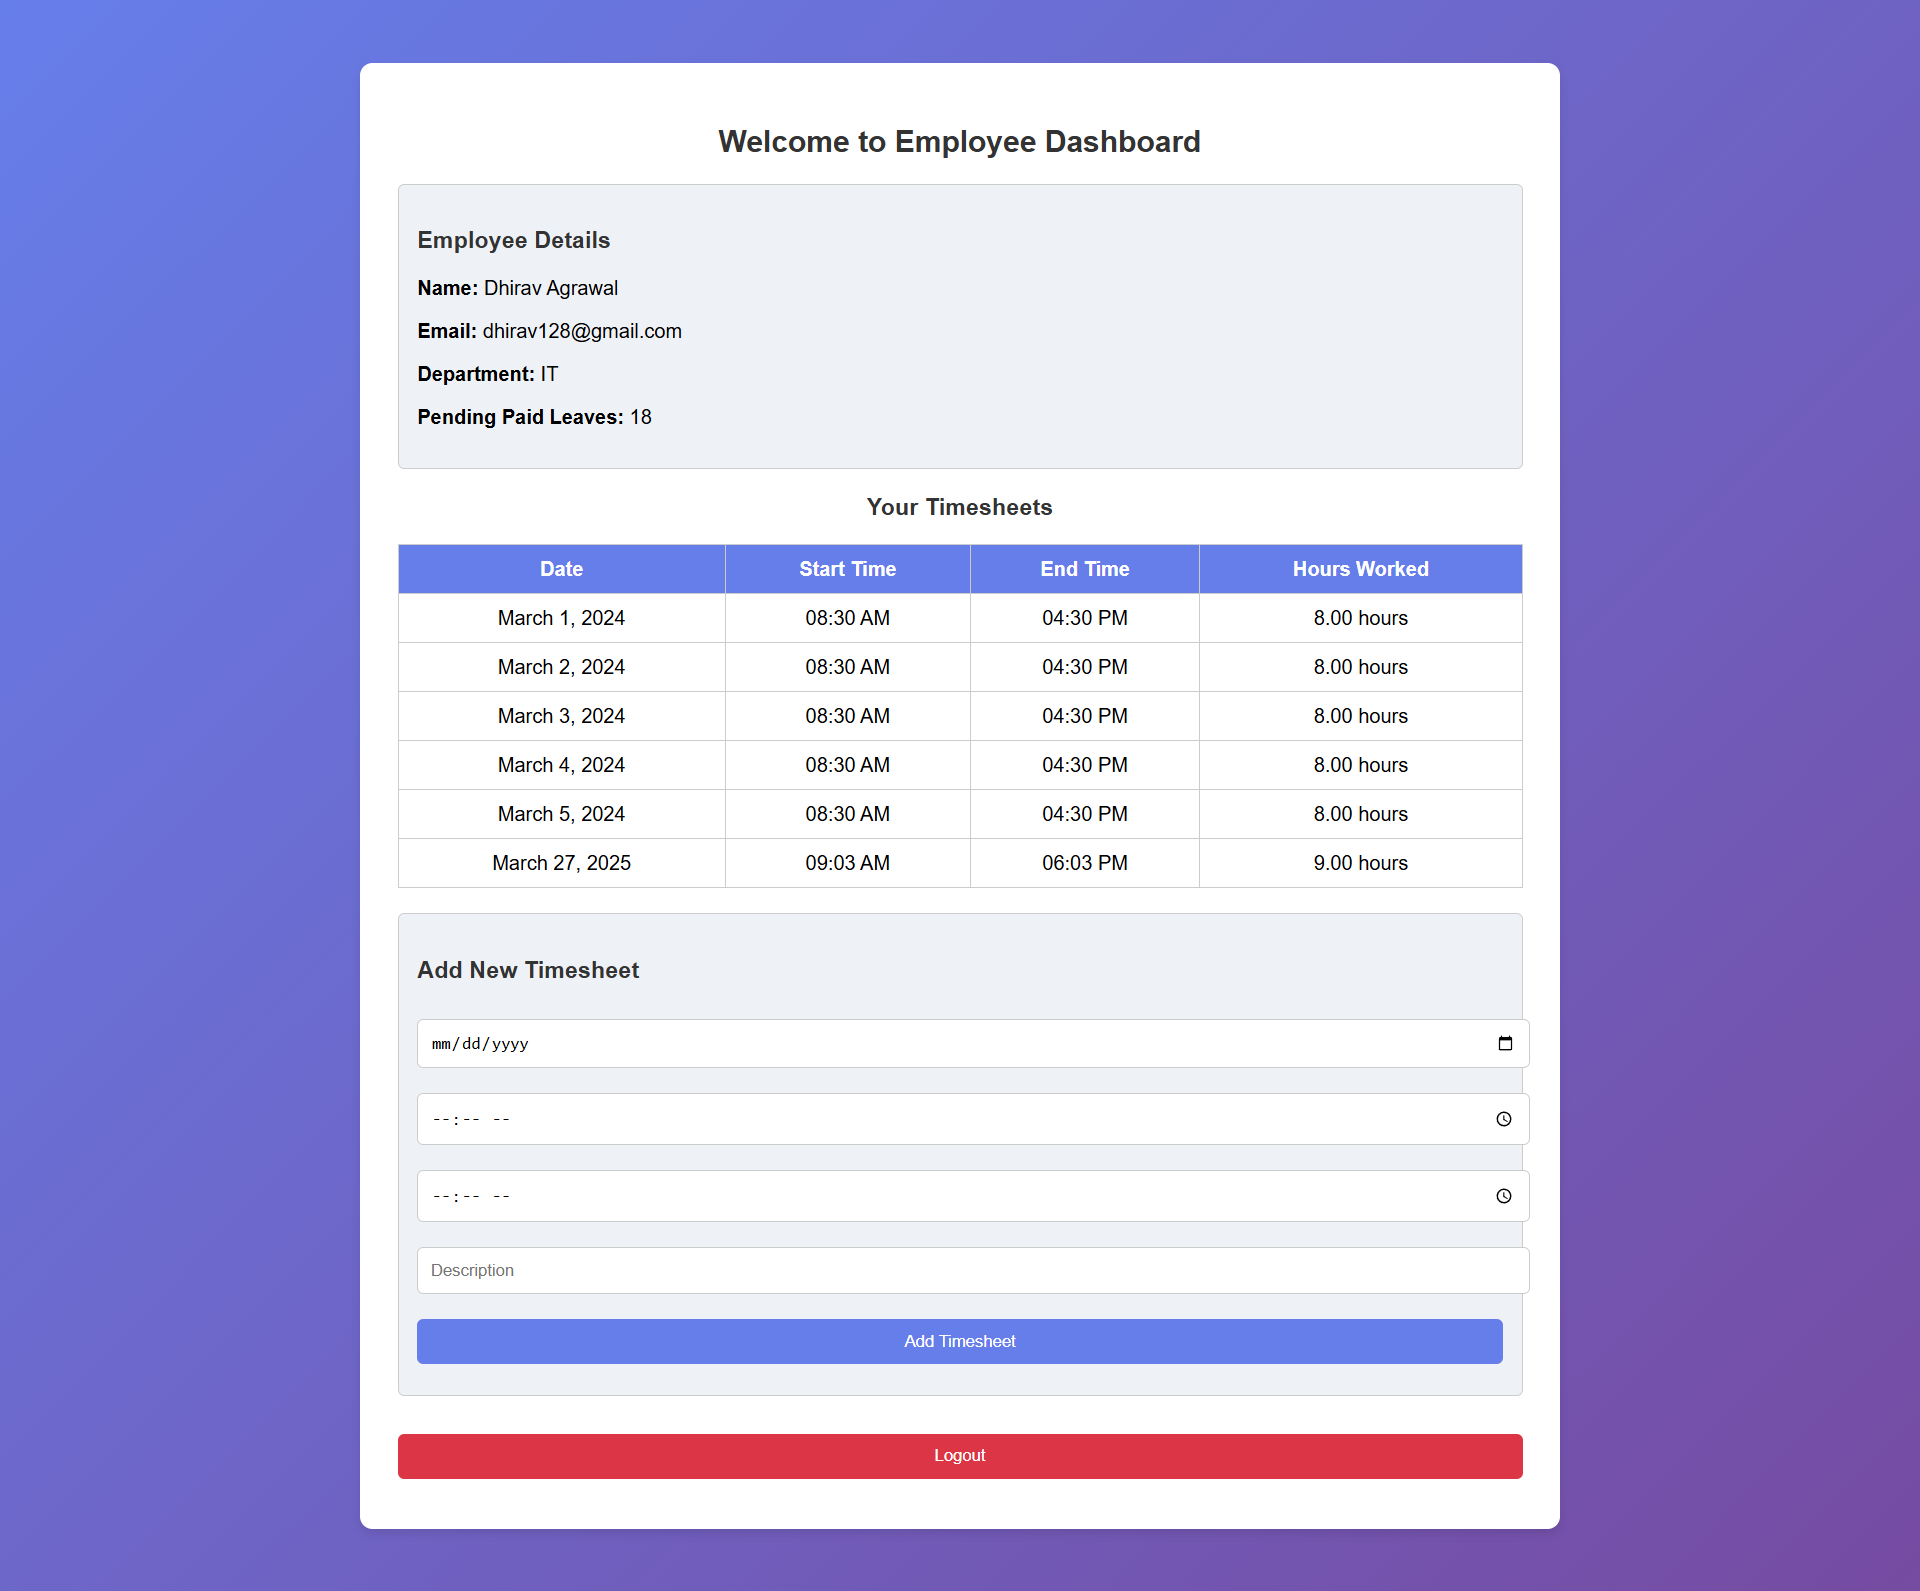 Welcome to Employee Dashboard
Employee Details
Name: Dhirav Agrawal
Email: dhirav128@gmail.com
Department: IT
Pending Paid Leaves: 18
Your Timesheets
Date Start Time End Time Hours Worked
March 1, 2024 08:30 AM 04:30 PM 8.00 hours
March 2, 2024 08:30 AM 04:30 PM 8.00 hours
March 3, 2024 08:30 AM 04:30 PM 8.00 hours
March 4, 2024 08:30 AM 04:30 PM 8.00 hours
March 5, 2024 08:30 AM 04:30 PM 8.00 hours
March 27, 2025 09:03 AM 06:03 PM 9.00 hours
Add New Timesheet
mm/dd/yyyy
--:-- --
--:-- --
Description
Add Timesheet
Logout